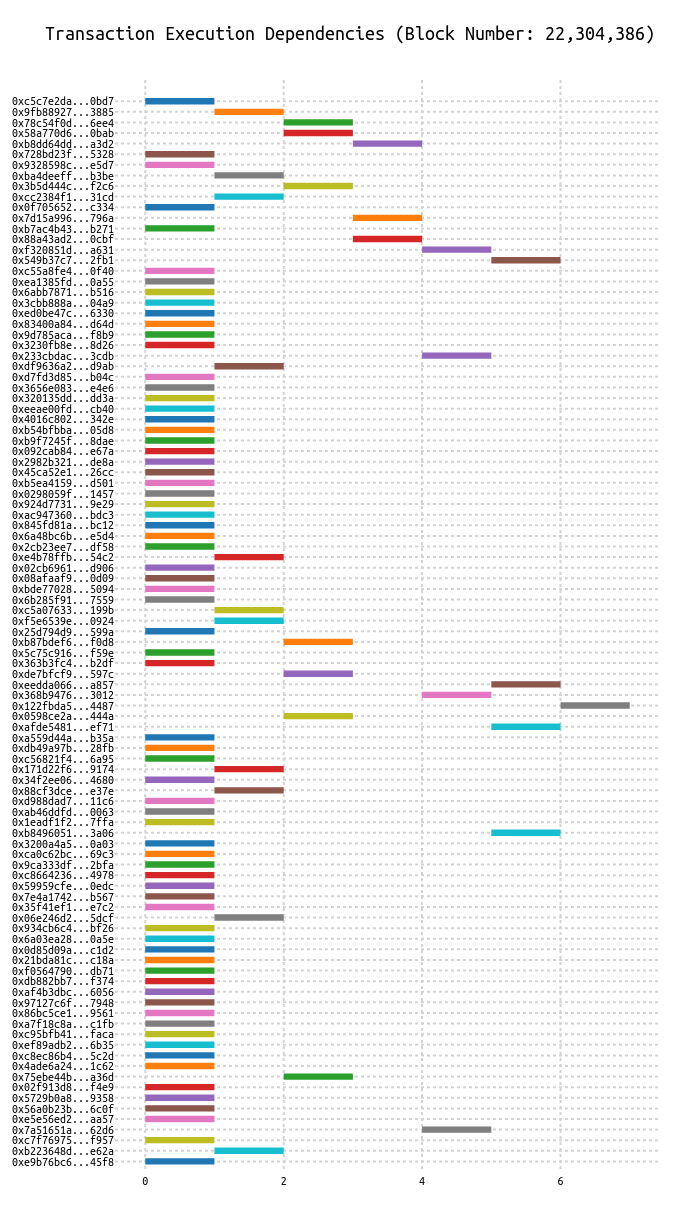 Transaction Execution Dependencies (Block Number: 22,304,386)
0xc5c7e2da...0bd7
0x9fb88927...3885
0x78c54f0d...6ee4
0x58a770d6...0bab
0xb8dd64dd...a3d2
0x728bd23f...5328
0x9328598c...e5d7
0xba4deeff...b3be
0x3b5d444c...f2c6
0xcc2384f1...31cd
0x0f705652...c334
0x7d15a996...796a
0xb7ac4b43...b271
0x88a43ad2...0cbf
0xf320851d...a631
0x549b37c7...2fb1
0xc55a8fe4...0f40
0xea1385fd...0a55
0x6abb7871...b516
0x3cbb888a...04a9
0xed0be47c...6330
0x83400a84...d64d
0x9d785aca...f8b9
0x3230fb8e...8d26
0x233cbdac...3cdb
0xdf9636a2...d9ab
0xd7fd3d85...b04c
0x3656e083...e4e6
0x320135dd...dd3a
0xeeae00fd...cb40
0x4016c802...342e
0xb54bfbba...05d8
0xb9f7245f...8dae
0x092cab84...e67a
0x2982b321...de8a
0x45ca52e1...26cc
0xb5ea4159...d501
0x0298059f...1457
0x924d7731...9e29
0xac947360...bdc3
0x845fd81a...bc12
0x6a48bc6b...e5d4
0x2cb23ee7...df58
0xe4b78ffb...54c2
0x02cb6961...d906
0x08afaaf9...0d09
0xbde77028...5094
0x6b285f91...7559
0xc5a07633...199b
0xf5e6539e...0924
0x25d794d9...599a
0xb87bdef6...f0d8
0x5c75c916...f59e
0x363b3fc4...b2df
0xde7bfcf9...597c
0xeedda066...a857
0x368b9476...3012
0x122fbda5...4487
0x0598ce2a...444a
0xafde5481...ef71
0xa559d44a...b35a
0xdb49a97b...28fb
0xc56821f4...6a95
0x171d22f6...9174
0x34f2ee06...4680
0x88cf3dce...e37e
0xd988dad7...11c6
0xab46ddfd...0063
0x1eadf1f2...7ffa
0xb8496051...3a06
0x3200a4a5...0a03
0xca0c62bc...69c3
0x9ca333df...2bfa
0xc8664236...4978
0x59959cfe...0edc
0x7e4a1742...b567
0x35f41ef1...e7c2
0x06e246d2...5dcf
0x934cb6c4...bf26
0x6a03ea28...0a5e
0x0d85d09a...c1d2
0x21bda81c...c18a
0xf0564790...db71
0xdb882bb7...f374
0xaf4b3dbc...6056
0x97127c6f...7948
0x86bc5ce1...9561
0xa7f18c8a...c1fb
0xc95bfb41...faca
0xef89adb2...6b35
0xc8ec86b4...5c2d
0x4ade6a24...1c62
0x75ebe44b...a36d
0x02f913d8...f4e9
0x5729b0a8...9358
0x56a0b23b...6c0f
0xe5e56ed2...aa57
0x7a51651a...62d6
0xc7f76975...f957
0xb223648d...e62a
0xe9b76bc6...45f8
0 2 4 6